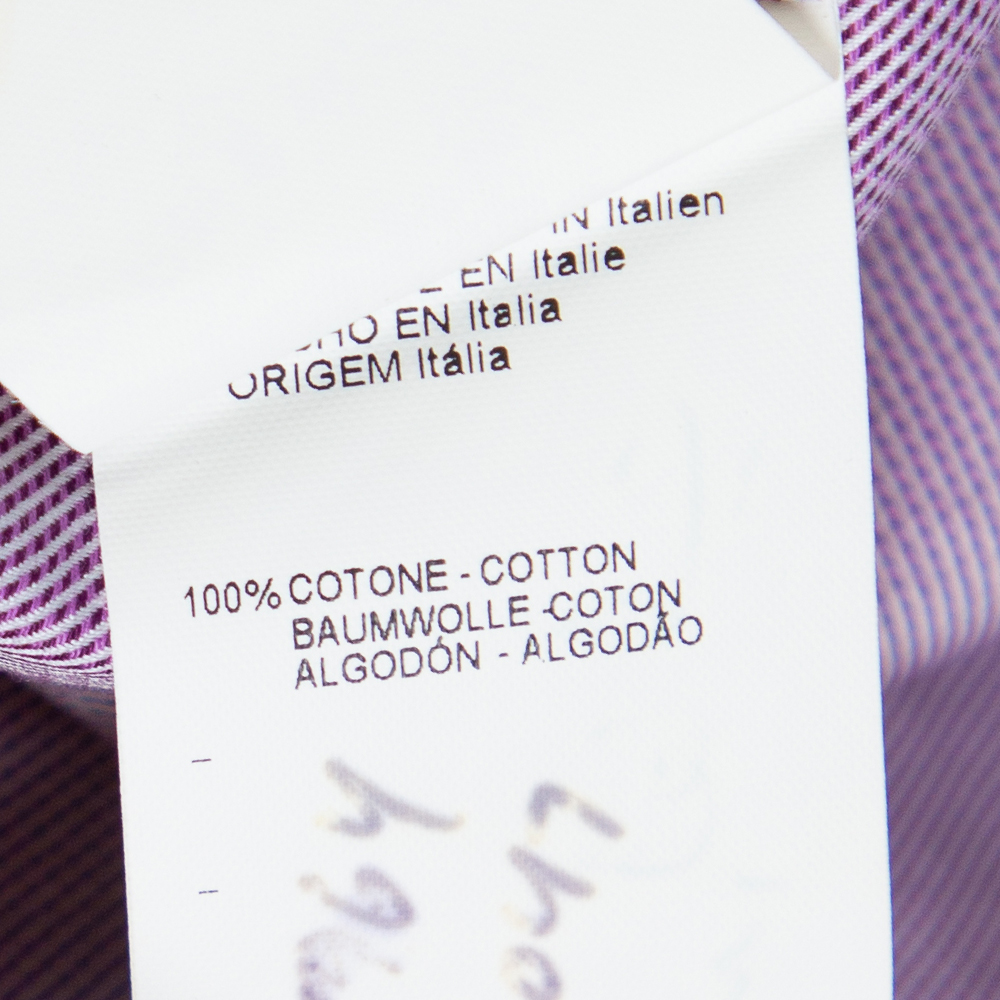 IN Italien
EN Italie
EN Italia
ORIGEM Itália
100% COTONE - COTTON
BAUMWOLLE -COTON
ALGODÓN - ALGODÃO